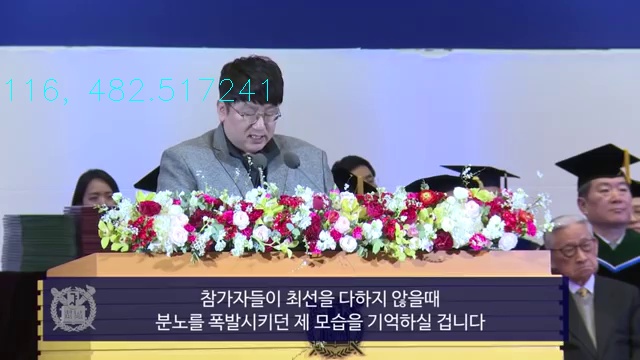 116, 482.517241
참가자들이 최선을 다하지 않을때
분노를 폭발시키던 제 모습을 기억하실 겁니다